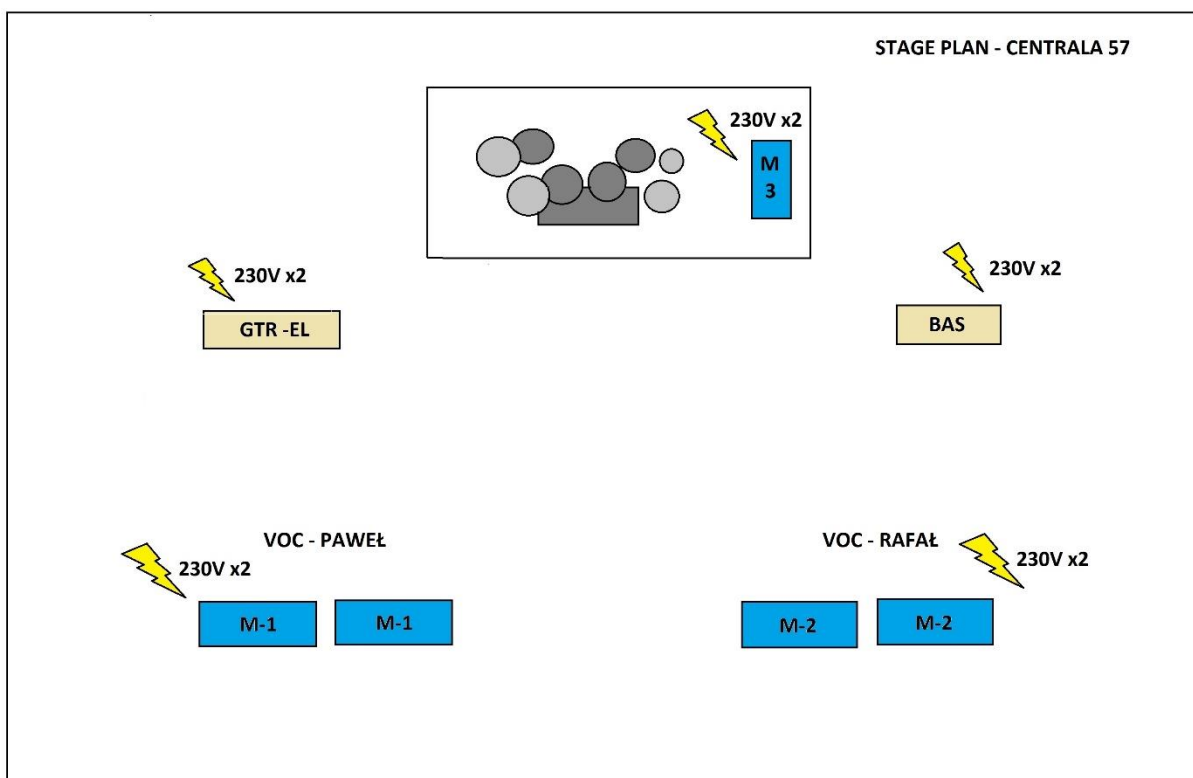 STAGE PLAN - CENTRALA 57
230V x2
M
3
230V x2
230V x2
GTR -EL
BAS
VOC - PAWEŁ
VOC - RAFAŁ
230V x2
230V x2
M-1
M-1
M-2
M-2